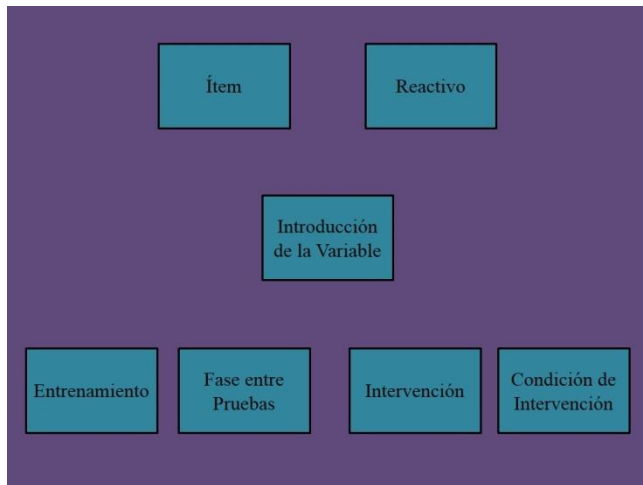 Ítem
Reactivo
Introducción
de la Variable
Entrenamiento
Fase entre
Pruebas
Intervención
Condición de
Intervención